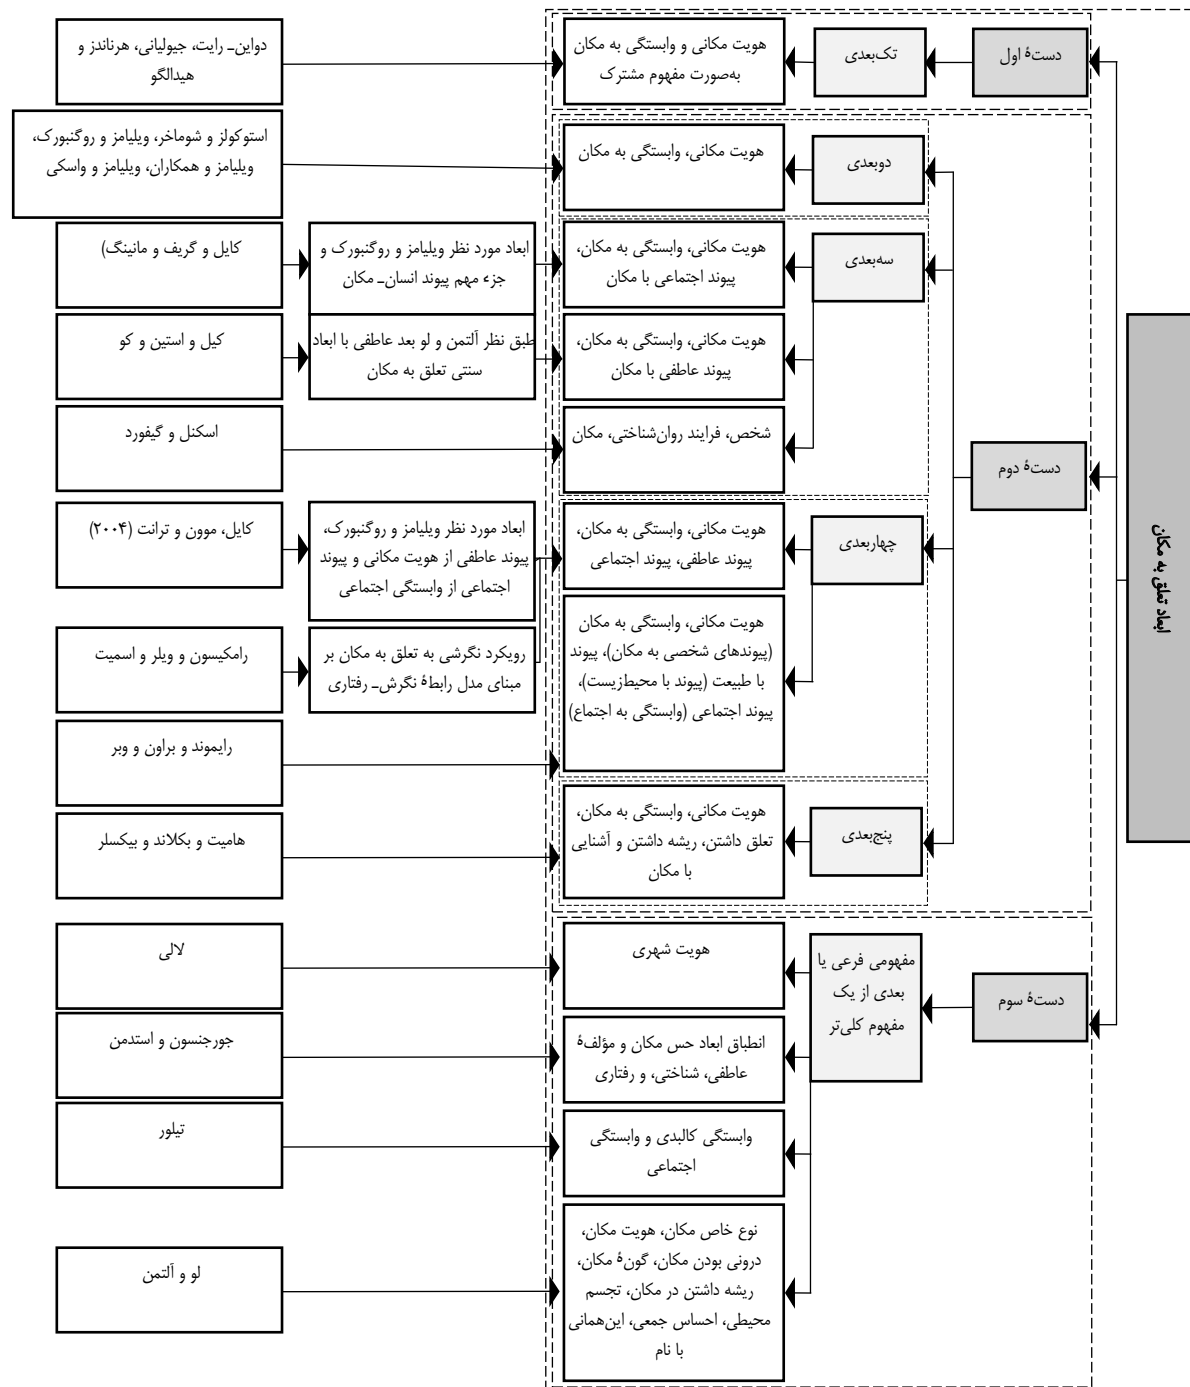 ابعاد تعلق به مکان
دستهٔ اول
تک‌بعدی
هویت مکانی و وابستگی به مکان
به‌صورت مفهوم مشترک
دواین– رایت، جیولیانی، هرناندز و
هیدالگو
دستهٔ دوم
دوبعدی
هویت مکانی، وابستگی به مکان
استوکولز و شوماخر، ویلیامز و روگنبورک،
ویلیامز و همکاران، ویلیامز و واسکی
سه‌بعدی
هویت مکانی، وابستگی به مکان،
پیوند اجتماعی با مکان
ابعاد مورد نظر ویلیامز و روگنبورک و
جزء مهم پیوند انسان– مکان
کایل و گریف و مانینگ)
هویت مکانی، وابستگی به مکان،
پیوند عاطفی با مکان
طبق نظر آلتمن و لو بعد عاطفی با ابعاد
سنتی تعلق به مکان
کیل و استین و کو
شخص، فرایند روان‌شناختی، مکان
اسکنل و گیفورد
چهاربعدی
هویت مکانی، وابستگی به مکان،
پیوند عاطفی، پیوند اجتماعی
ابعاد مورد نظر ویلیامز و روگنبورک،
پیوند عاطفی از هویت مکانی و پیوند
اجتماعی از وابستگی اجتماعی
کایل، موون و ترانت (۲۰۰۴)
هویت مکانی، وابستگی به مکان
(پیوندهای شخصی به مکان)، پیوند
با طبیعت (پیوند با محیط‌زیست)،
پیوند اجتماعی (وابستگی به اجتماع)
رویکرد نگرشی به تعلق به مکان بر
مبنای مدل رابطهٔ نگرش– رفتاری
رامکیسون و ویلر و اسمیت
رایموند و براون و وبر
پنج‌بعدی
هویت مکانی، وابستگی به مکان،
تعلق داشتن، ریشه داشتن و آشنایی
با مکان
هامیت و بکلاند و بیکسلر
دستهٔ سوم
مفهومی فرعی یا
بعدی از یک
مفهوم کلی‌تر
هویت شهری
لالی
انطباق ابعاد حس مکان و مؤلفهٔ
عاطفی، شناختی، و رفتاری
جورجنسون و استدمن
وابستگی کالبدی و وابستگی
اجتماعی
تیلور
نوع خاص مکان، هویت مکان،
درونی بودن مکان، گونهٔ مکان،
ریشه داشتن در مکان، تجسم
محیطی، احساس جمعی، این‌همانی
با نام
لو و آلتمن